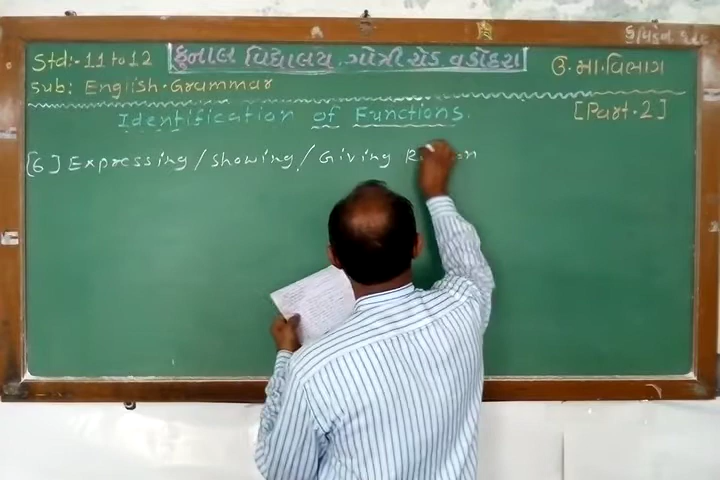 Std:- 11 to 12
કુનાલ વિદ્યાલય ગોત્રી રોડ વડોદરા
ઉ.મા.વિભાગ
Sub: English.Grammar
Identification of Functions.
[Part.2]
[6] Expressing / Showing / Giving